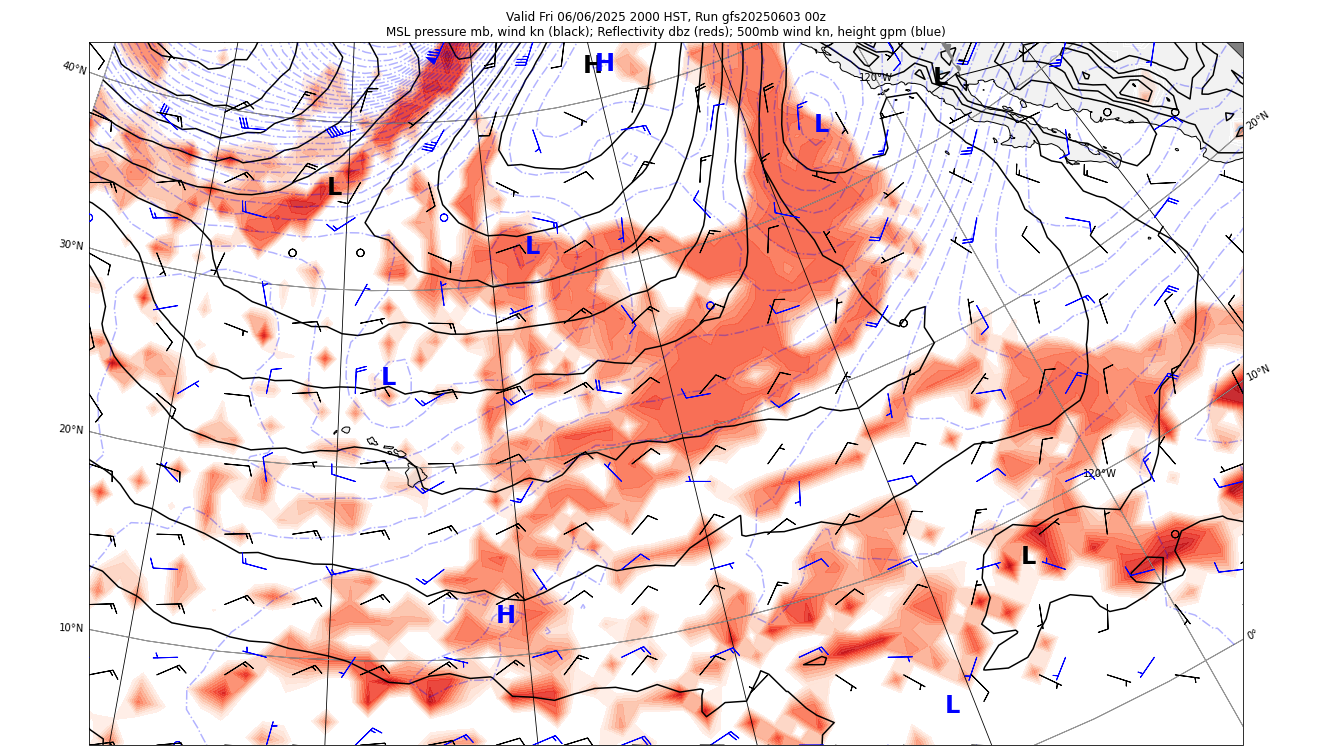 Valid Fri 06/06/2025 2000 HST, Run gfs20250603 00z
MSL pressure mb, wind kn (black); Reflectivity dbz (reds); 500mb wind kn, height gpm (blue)
40°N
H
H
120°W
L
L
20°N
L
30°N
L
10°N
L
20°N
120°W
L
10°N
H
0°
L